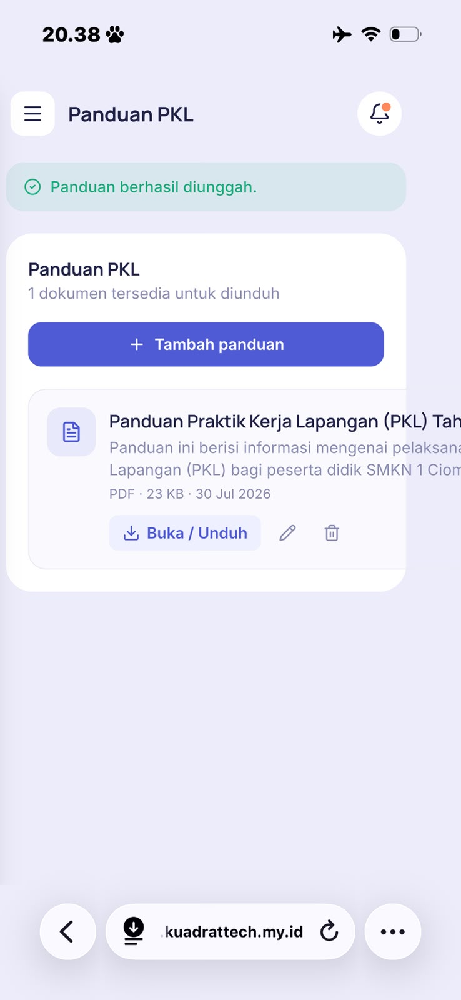 20.38
Panduan PKL
Panduan berhasil diunggah.
Panduan PKL
1 dokumen tersedia untuk diunduh
+ Tambah panduan
Panduan Praktik Kerja Lapangan (PKL) Tah
Panduan ini berisi informasi mengenai pelaksana
Lapangan (PKL) bagi peserta didik SMKN 1 Ciom
PDF · 23 KB · 30 Jul 2026
Buka / Unduh
.kuadrattech.my.id